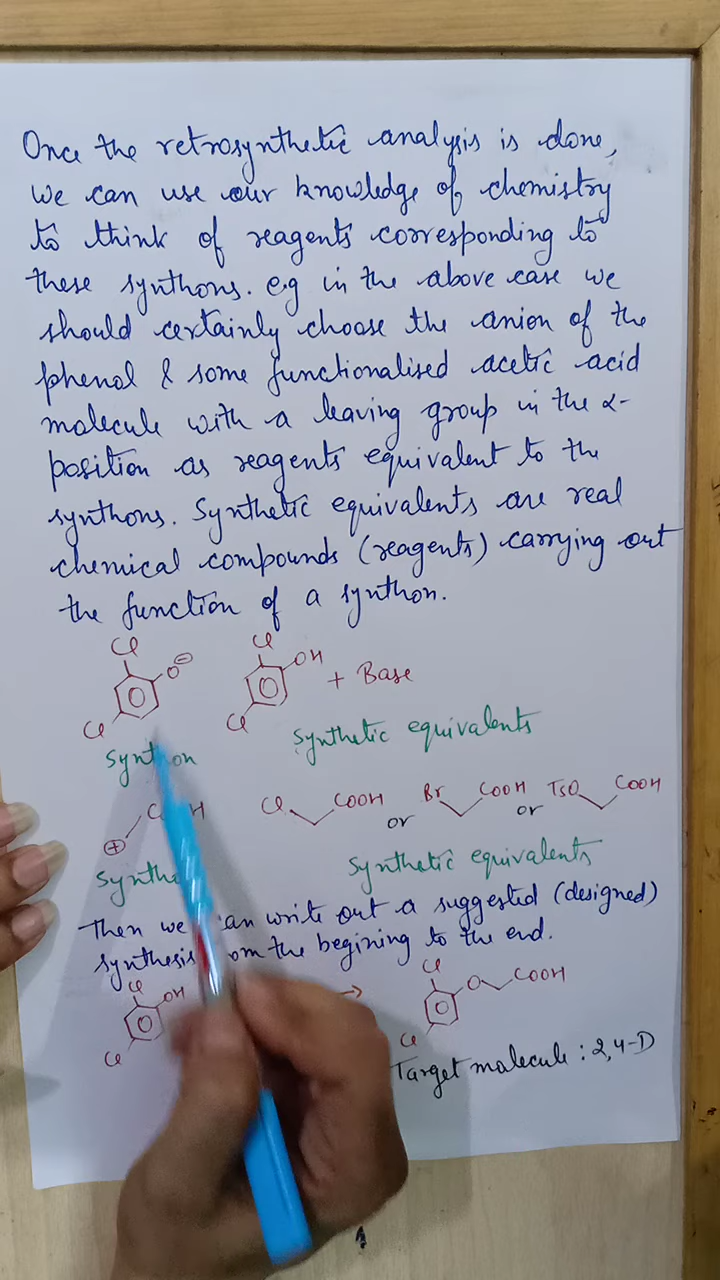 Once the retrosynthetic analysis is done,
we can use our knowledge of chemistry
to think of reagents corresponding to
these synthons. e.g in the above case we
should certainly choose the anion of the
phenol & some functionalised acetic acid
molecule with a leaving group in the α-
position as reagents equivalent to the
synthons. Synthetic equivalents are real
chemical compounds (reagents) carrying out
the function of a synthon.
Cl O⊖ Cl Cl OH Cl + Base
Synthon Synthetic equivalents
⊕ Cl COOH or Br COOH or TsO COOH
Synthetic equivalents
Then we can write out a suggested (designed)
synthesis from the begining to the end.
Cl OH Cl → Cl O COOH Cl
Target molecule : 2,4-D